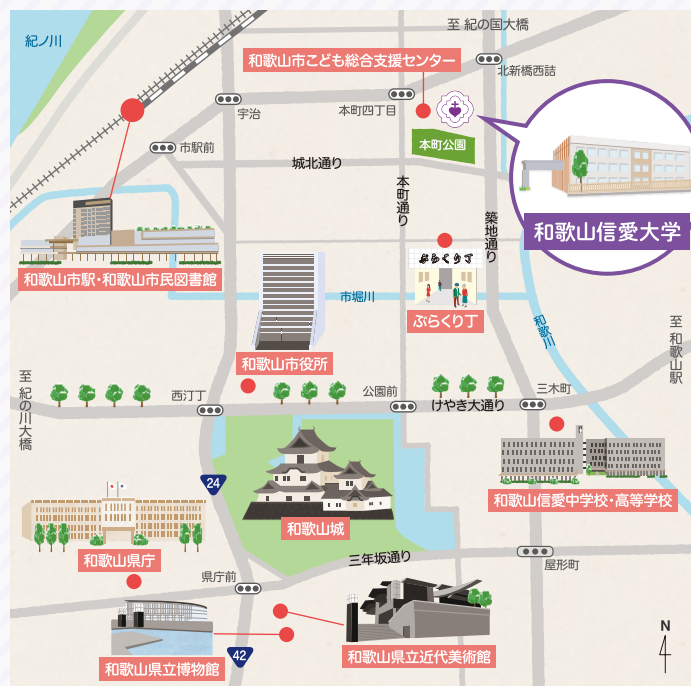 至 紀の国大橋
紀ノ川
和歌山市こども総合支援センター
北新橋西詰
宇治
本町四丁目
市駅前
本町公園
城北通り
本町通り
築地通り
和歌山信愛大学
ぶらくり丁
和歌山市駅・和歌山市民図書館
市堀川
ぶらくり丁
和歌川
至 和歌山駅
和歌山市役所
至 紀の川大橋
西汀丁
公園前
けやき大通り
三木町
24
和歌山城
和歌山信愛中学校・高等学校
和歌山県庁
三年坂通り
県庁前
屋形町
N
42
和歌山県立博物館
和歌山県立近代美術館